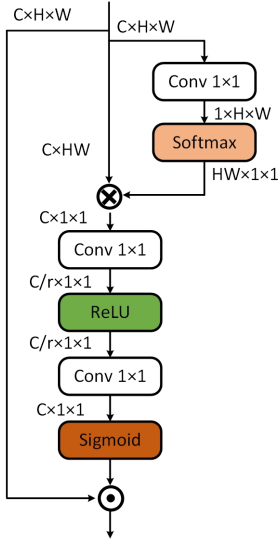 C×H×W
C×H×W
Conv 1×1
1×H×W
Softmax
C×HW
HW×1×1
C×1×1
Conv 1×1
C/r×1×1
ReLU
C/r×1×1
Conv 1×1
C×1×1
Sigmoid